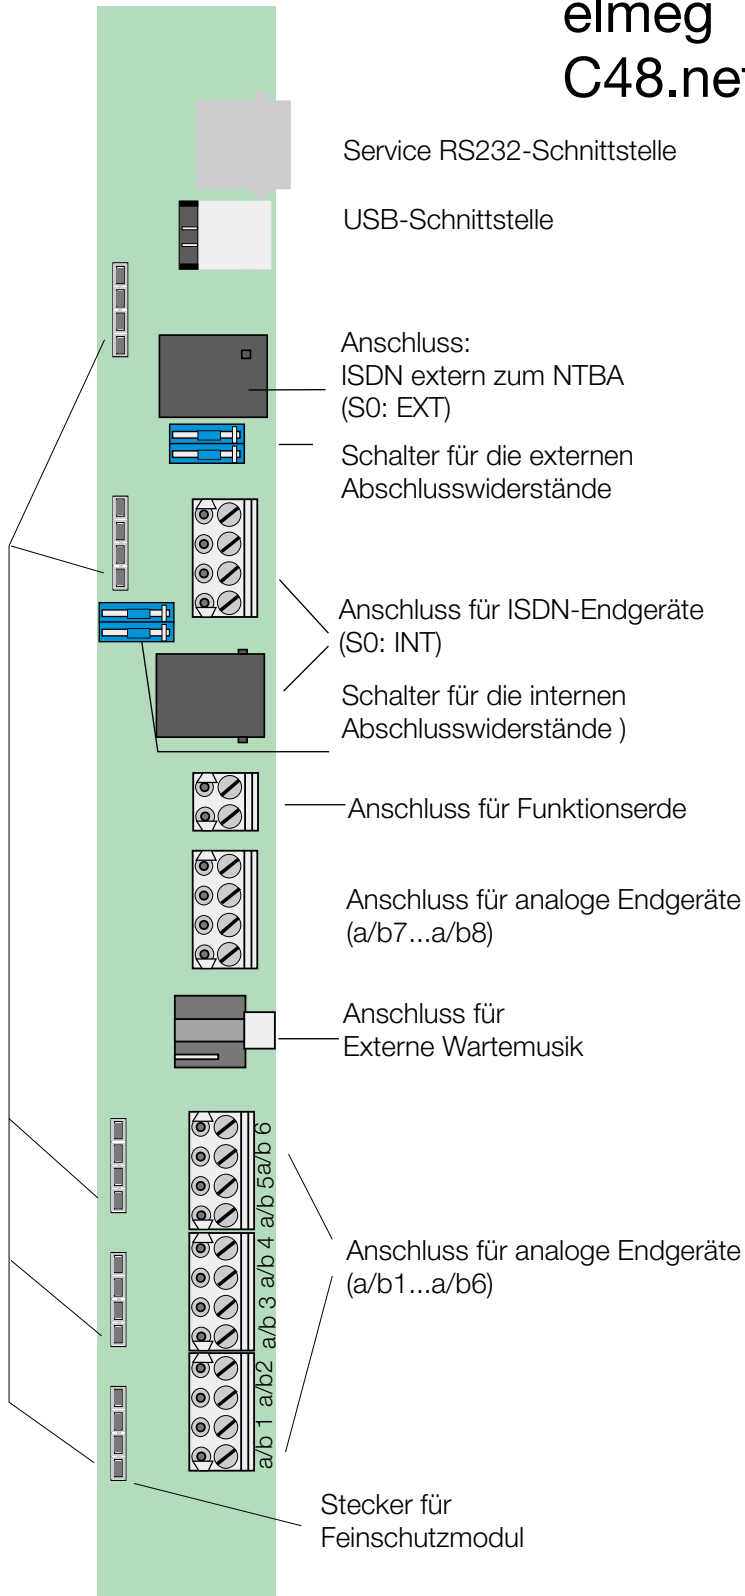 elmeg
C48.net
Service RS232-Schnittstelle
USB-Schnittstelle
Anschluss:
ISDN extern zum NTBA
(S0: EXT)
Schalter für die externen
Abschlusswiderstände
Anschluss für ISDN-Endgeräte
(S0: INT)
Schalter für die internen
Abschlusswiderstände )
Anschluss für Funktionserde
Anschluss für analoge Endgeräte
(a/b7...a/b8)
Anschluss für
Externe Wartemusik
a/b 5a/b 6
a/b 3 a/b 4
a/b 1 a/b2
Anschluss für analoge Endgeräte
(a/b1...a/b6)
Stecker für
Feinschutzmodul